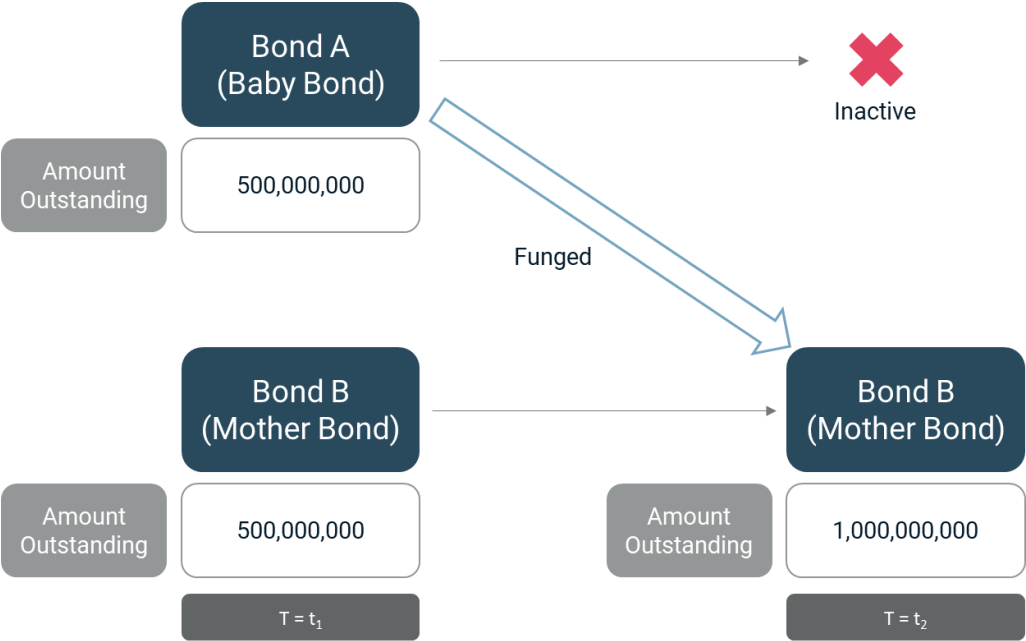 Bond A
(Baby Bond)
Inactive
Amount
Outstanding
500,000,000
Funged
Bond B
(Mother Bond)
Bond B
(Mother Bond)
Amount
Outstanding
500,000,000
Amount
Outstanding
1,000,000,000
T = t₁
T = t₂